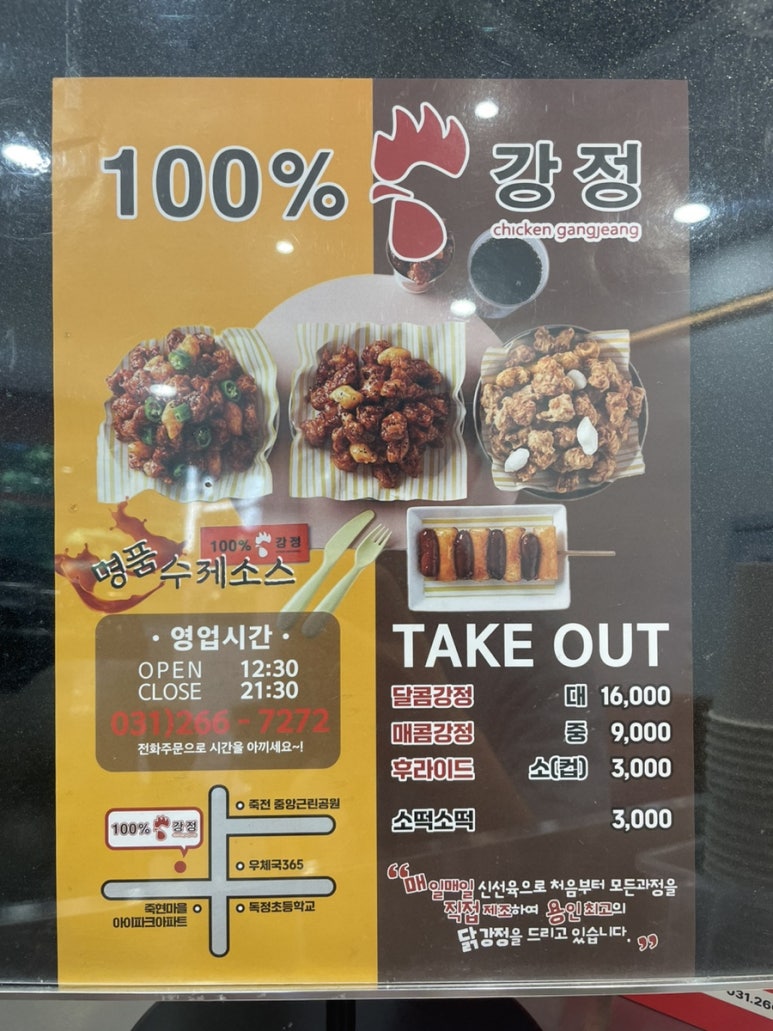 100% 강정
chicken gangjeang
100% 강정
명품 수제소스
• 영업시간 •
OPEN 12:30
CLOSE 21:30
031)266-7272
전화주문으로 시간을 아끼세요~!
죽전 중앙근린공원
100% 강정
우체국365
죽현마을
아이파크아파트
독정초등학교
TAKE OUT
달콤강정 대 16,000
매콤강정 중 9,000
후라이드 소(컵) 3,000
소떡소떡 3,000
“매일매일 신선육으로 처음부터 모든과정을
직접 제조하여 용인 최고의
닭강정을 드리고 있습니다.”
031.26